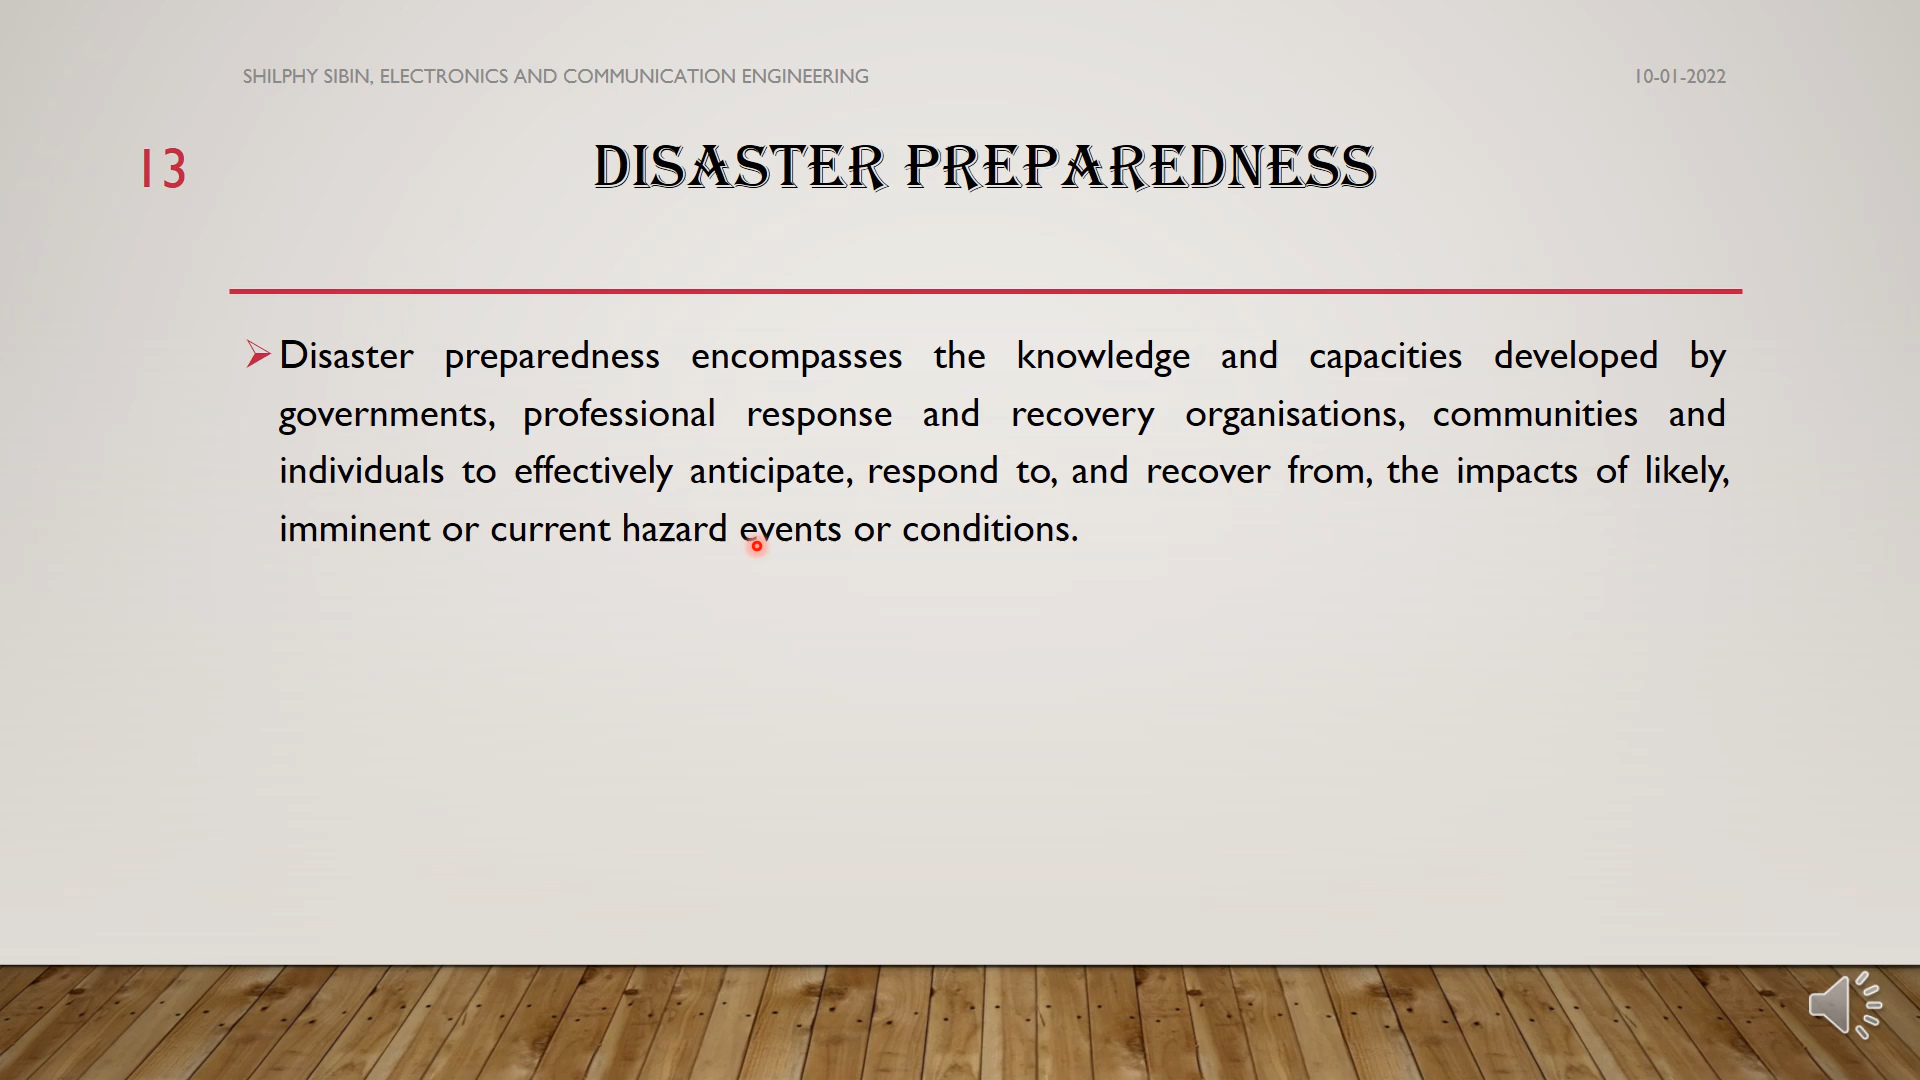 SHILPHY SIBIN, ELECTRONICS AND COMMUNICATION ENGINEERING
10-01-2022
13
DISASTER PREPAREDNESS
Disaster preparedness encompasses the knowledge and capacities developed by
governments, professional response and recovery organisations, communities and
individuals to effectively anticipate, respond to, and recover from, the impacts of likely,
imminent or current hazard events or conditions.